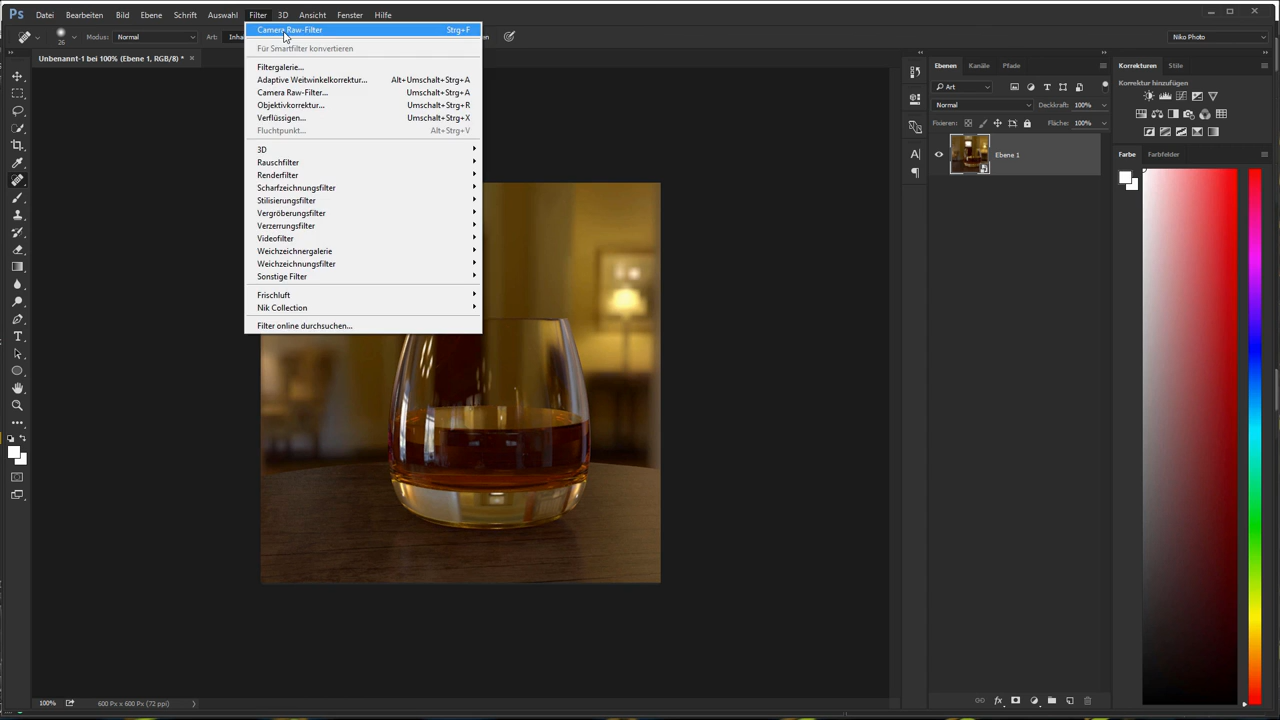 Ps Datei Bearbeiten Bild Ebene Schrift Auswahl Filter 3D Ansicht Fenster Hilfe
26 Modus: Normal Art: Inha Niko Photo
Unbenannt-1 bei 100% (Ebene 1, RGB/8) * ×
Camera Raw-Filter Strg+F
Für Smartfilter konvertieren
Filtergalerie...
Adaptive Weitwinkelkorrektur... Alt+Umschalt+Strg+A
Camera Raw-Filter... Umschalt+Strg+A
Objektivkorrektur... Umschalt+Strg+R
Verflüssigen... Umschalt+Strg+X
Fluchtpunkt... Alt+Strg+V
3D
Rauschfilter
Renderfilter
Scharfzeichnungsfilter
Stilisierungsfilter
Vergröberungsfilter
Verzerrungsfilter
Videofilter
Weichzeichnergalerie
Weichzeichnungsfilter
Sonstige Filter
Frischluft
Nik Collection
Filter online durchsuchen...
Ebenen Kanäle Pfade
Art
Normal Deckkraft: 100%
Fixieren: Fläche: 100%
Ebene 1
Korrekturen Stile
Korrektur hinzufügen
Farbe Farbfelder
100% 600 Px x 600 Px (72 ppi)